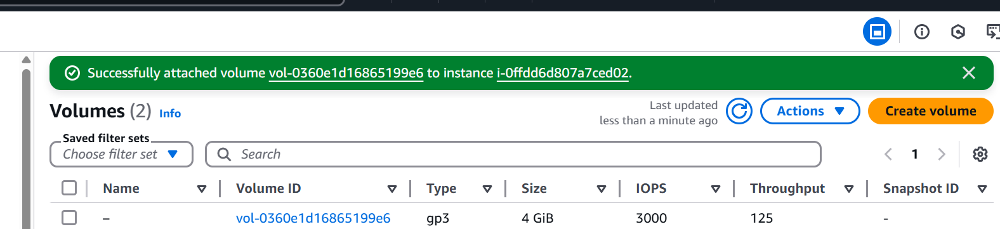 Successfully attached volume vol-0360e1d16865199e6 to instance i-0ffdd6d807a7ced02.
Volumes (2) Info
Last updated
less than a minute ago
Actions
Create volume
Saved filter sets
Choose filter set
Search
1
Name Volume ID Type Size IOPS Throughput Snapshot ID
– vol-0360e1d16865199e6 gp3 4 GiB 3000 125 -